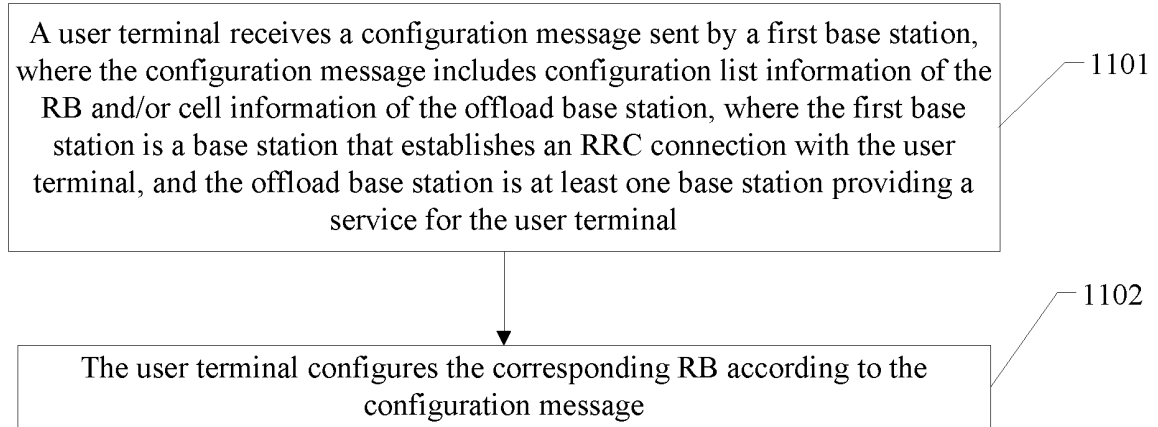 A user terminal receives a configuration message sent by a first base station,
where the configuration message includes configuration list information of the
RB and/or cell information of the offload base station, where the first base
station is a base station that establishes an RRC connection with the user
terminal, and the offload base station is at least one base station providing a
service for the user terminal
1101
1102
The user terminal configures the corresponding RB according to the
configuration message